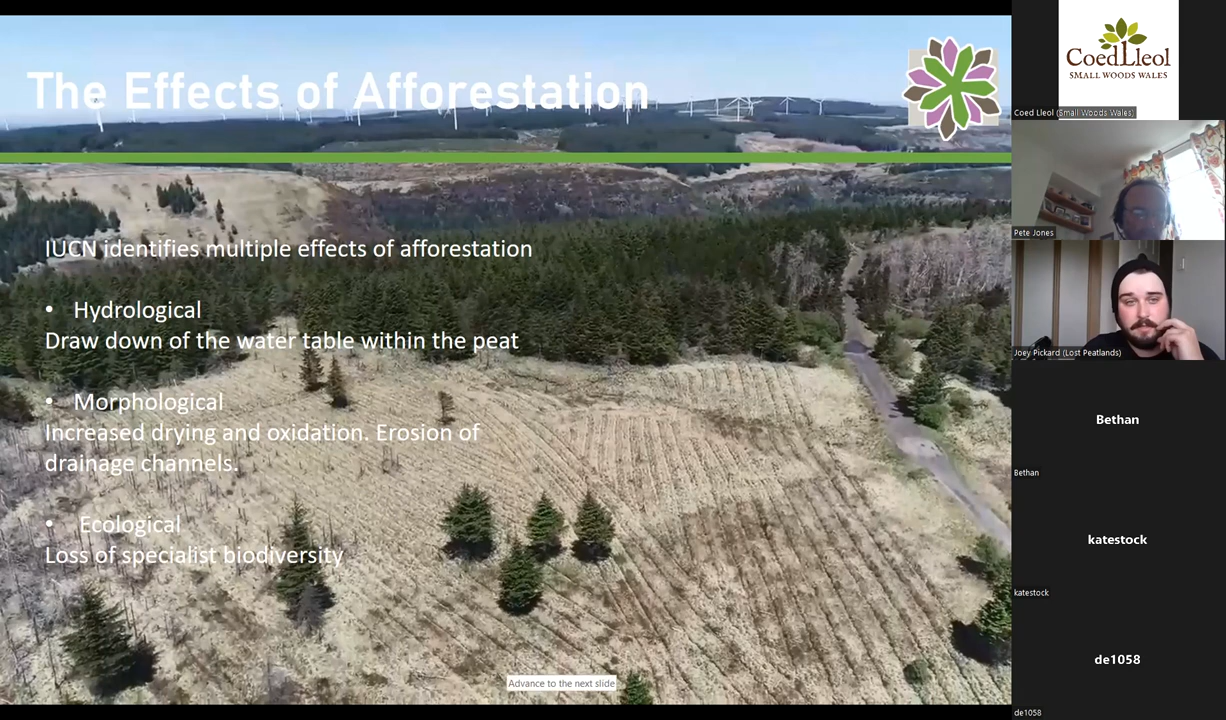 The Effects of Afforestation
IUCN identifies multiple effects of afforestation
• Hydrological
Draw down of the water table within the peat
• Morphological
Increased drying and oxidation. Erosion of
drainage channels.
• Ecological
Loss of specialist biodiversity
Advance to the next slide
CoedLleol
SMALL WOODS WALES
Coed Lleol (Small Woods Wales)
Pete Jones
Joey Pickard (Lost Peatlands)
Bethan
Bethan
katestock
katestock
de1058
de1058